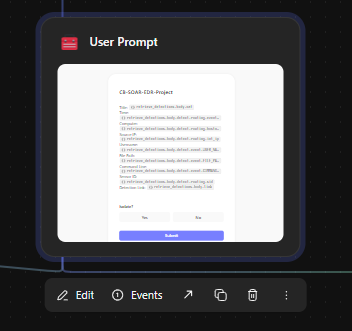 User Prompt
CB-SOAR-EDR-Project
Title: {{ retrieve_detections.body.cat
Time:
{{ retrieve_detections.body.detect.routing.event...
Computer:
{{ retrieve_detections.body.detect.routing.hostn...
Source IP:
{{ retrieve_detections.body.detect.routing.int_ip
Username:
{{ retrieve_detections.body.detect.event.USER_NA...
File Path:
{{ retrieve_detections.body.detect.event.FILE_PA...
Command Line:
{{ retrieve_detections.body.detect.event.COMMAN...
Sensor ID:
{{ retrieve_detections.body.detect.routing.sid
Detection Link: {{ retrieve_detections.body.link
Isolate?
Yes No
Submit
Edit Events